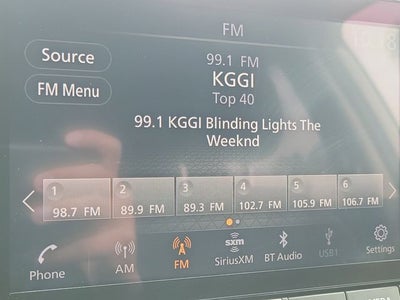 FM
Source
99.1 FM
KGGI
FM Menu
Top 40
99.1 KGGI Blinding Lights The
Weeknd
1 2 3 4 5 6
98.7 FM 89.9 FM 89.3 FM 102.7 FM 105.9 FM 106.7 FM
sxm
Phone AM FM SiriusXM BT Audio USB1 Settings